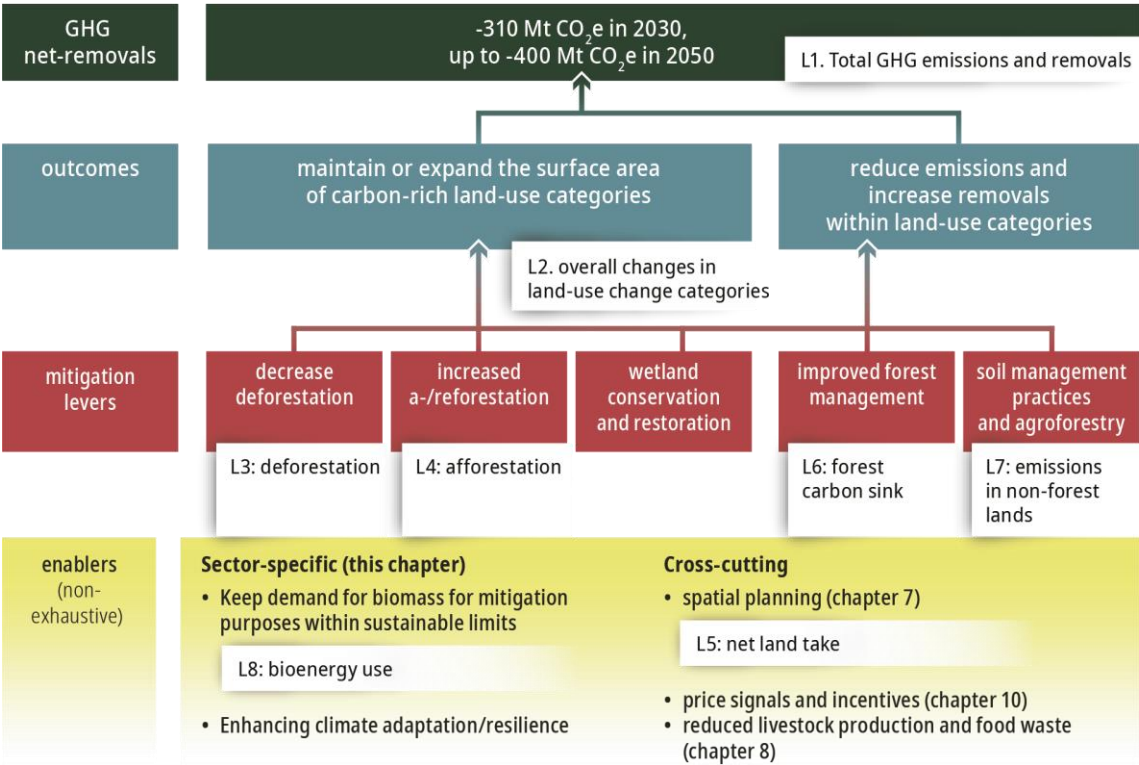 GHG
net-removals
-310 Mt CO₂e in 2030,
up to -400 Mt CO₂e in 2050
L1. Total GHG emissions and removals
outcomes
maintain or expand the surface area
of carbon-rich land-use categories
reduce emissions and
increase removals
within land-use categories
L2. overall changes in
land-use change categories
mitigation
levers
decrease
deforestation
increased
a-/reforestation
wetland
conservation
and restoration
improved forest
management
soil management
practices
and agroforestry
L3: deforestation
L4: afforestation
L6: forest
carbon sink
L7: emissions
in non-forest
lands
enablers
(non-
exhaustive)
Sector-specific (this chapter)
• Keep demand for biomass for mitigation
purposes within sustainable limits
L8: bioenergy use
• Enhancing climate adaptation/resilience
Cross-cutting
• spatial planning (chapter 7)
L5: net land take
• price signals and incentives (chapter 10)
• reduced livestock production and food waste
(chapter 8)